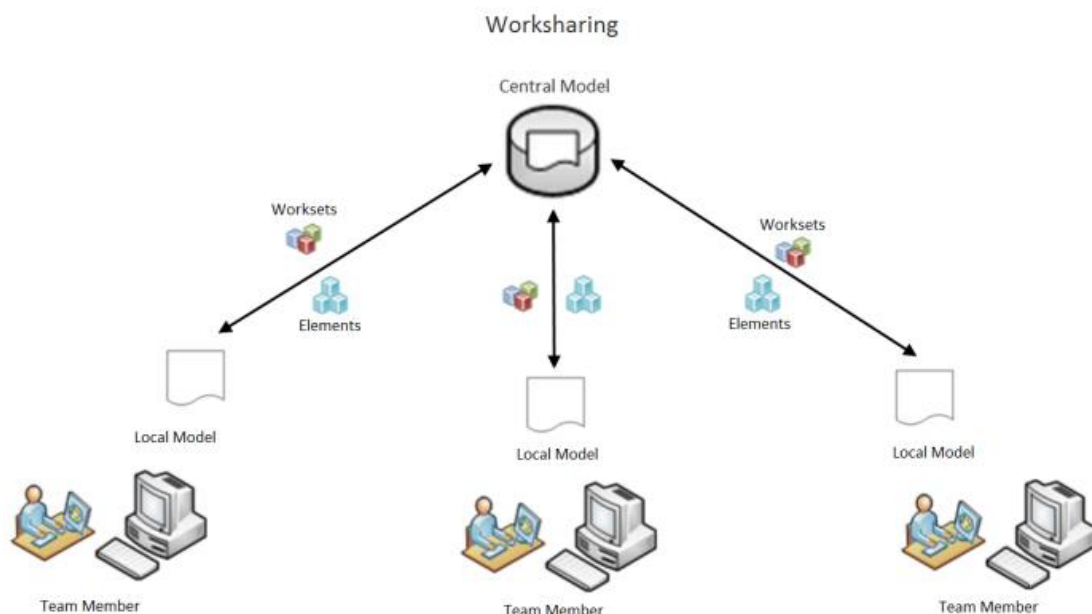 Worksharing
Central Model
Worksets
Worksets
Elements
Elements
Local Model
Local Model
Local Model
Team Member
Team Member
Team Member